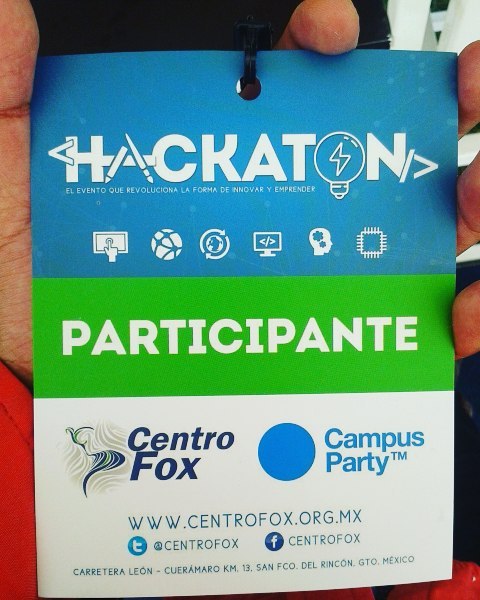 <HACKATON/>
EL EVENTO QUE REVOLUCIONA LA FORMA DE INNOVAR Y EMPRENDER
</>
PARTICIPANTE
Centro Fox
Campus Party™
WWW.CENTROFOX.ORG.MX
@CENTROFOX CENTROFOX
CARRETERA LEÓN - CUERÁMARO KM. 13, SAN FCO. DEL RINCÓN, GTO. MÉXICO